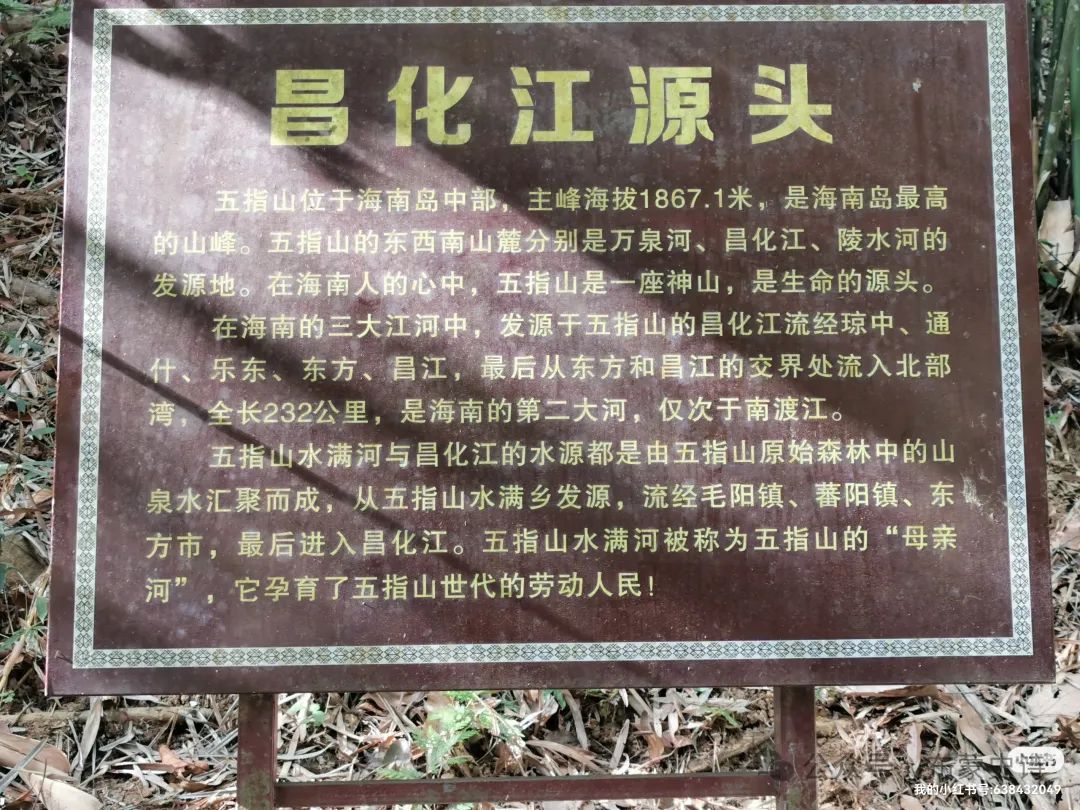 昌化江源头
五指山位于海南岛中部，主峰海拔1867.1米，是海南岛最高
的山峰。五指山的东西南山麓分别是万泉河、昌化江、陵水河的
发源地。在海南人的心中，五指山是一座神山，是生命的源头。
在海南的三大江河中，发源于五指山的昌化江流经琼中、通
什、乐东、东方、昌江，最后从东方和昌江的交界处流入北部
湾，全长232公里，是海南的第二大河，仅次于南渡江。
五指山水满河与昌化江的水源都是由五指山原始森林中的山
泉水汇聚而成，从五指山水满乡发源，流经毛阳镇、蕃阳镇、东
方市，最后进入昌化江。五指山水满河被称为五指山的“母亲
河”，它孕育了五指山世代的劳动人民！
我的小红书号:638432049